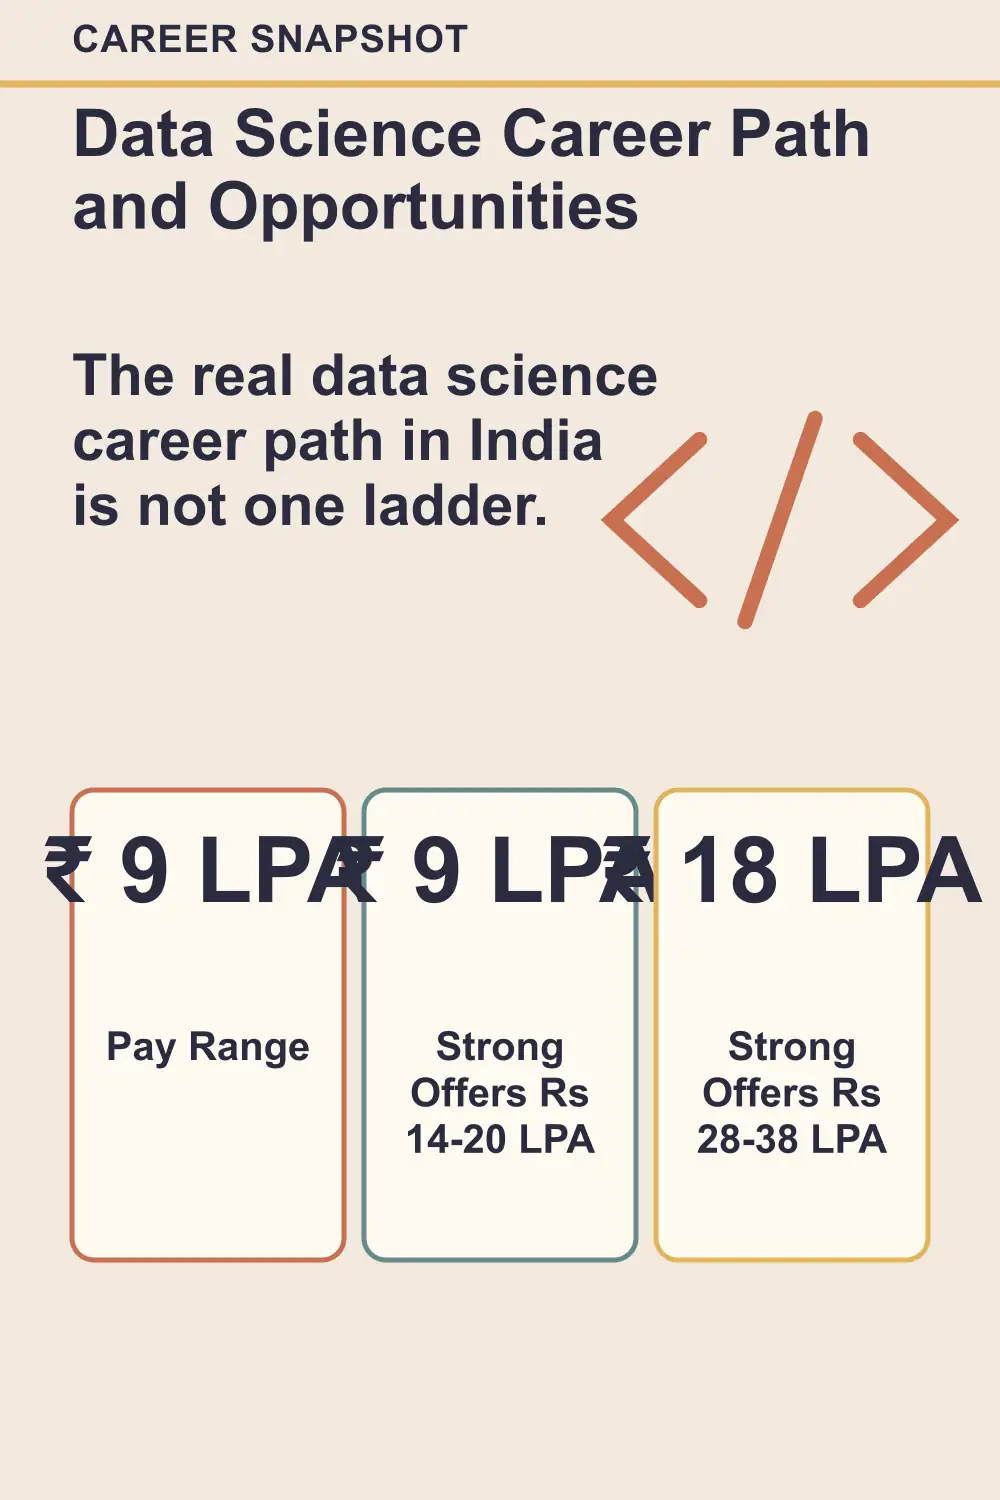 CAREER SNAPSHOT
Data Science Career Path
and Opportunities
The real data science
career path in India
is not one ladder.
₹ 9 LPA
₹ 9 LPA
₹ 18 LPA
Pay Range
Strong
Offers Rs
14-20 LPA
Strong
Offers Rs
28-38 LPA